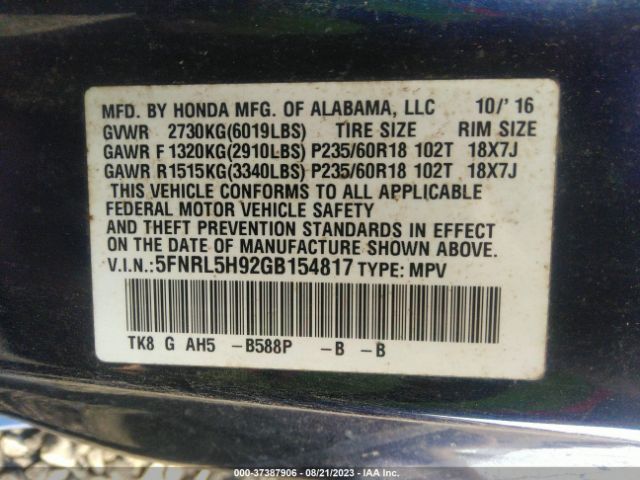 MFD. BY HONDA MFG. OF ALABAMA, LLC 10/' 16
GVWR 2730KG(6019LBS) TIRE SIZE RIM SIZE
GAWR F 1320KG(2910LBS) P235/60R18 102T 18X7J
GAWR R1515KG(3340LBS) P235/60R18 102T 18X7J
THIS VEHICLE CONFORMS TO ALL APPLICABLE
FEDERAL MOTOR VEHICLE SAFETY
AND THEFT PREVENTION STANDARDS IN EFFECT
ON THE DATE OF MANUFACTURE SHOWN ABOVE.
V.I.N.:5FNRL5H92GB154817 TYPE: MPV
TK8 G AH5 -B588P -B -B
000-37387906 - 08/21/2023 - IAA Inc.